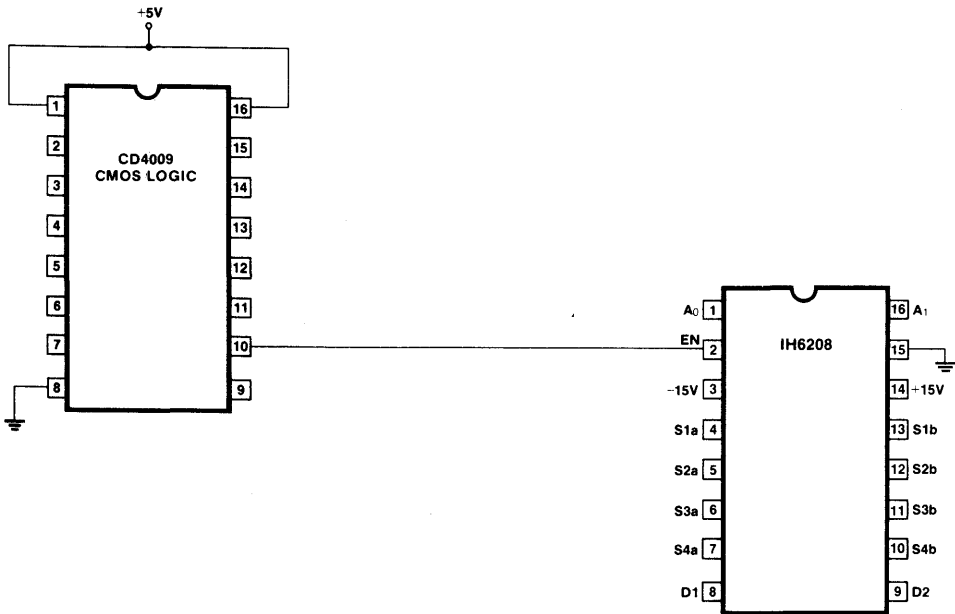 +5V
1
16
2
15
CD4009
CMOS LOGIC
3
14
4
13
5
12
6
11
7
10
8
9
A0 1
16 A1
EN 2
IH6208
15
-15V 3
14 +15V
S1a 4
13 S1b
S2a 5
12 S2b
S3a 6
11 S3b
S4a 7
10 S4b
D1 8
9 D2